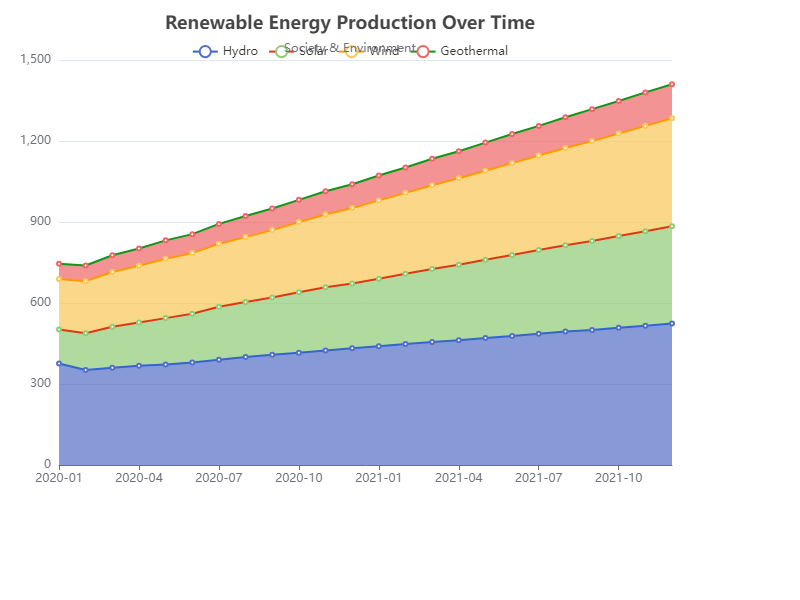 Renewable Energy Production Over Time
Society & Environment
Hydro Solar Wind Geothermal
1,500
1,200
900
600
300
0
2020-01 2020-04 2020-07 2020-10 2021-01 2021-04 2021-07 2021-10